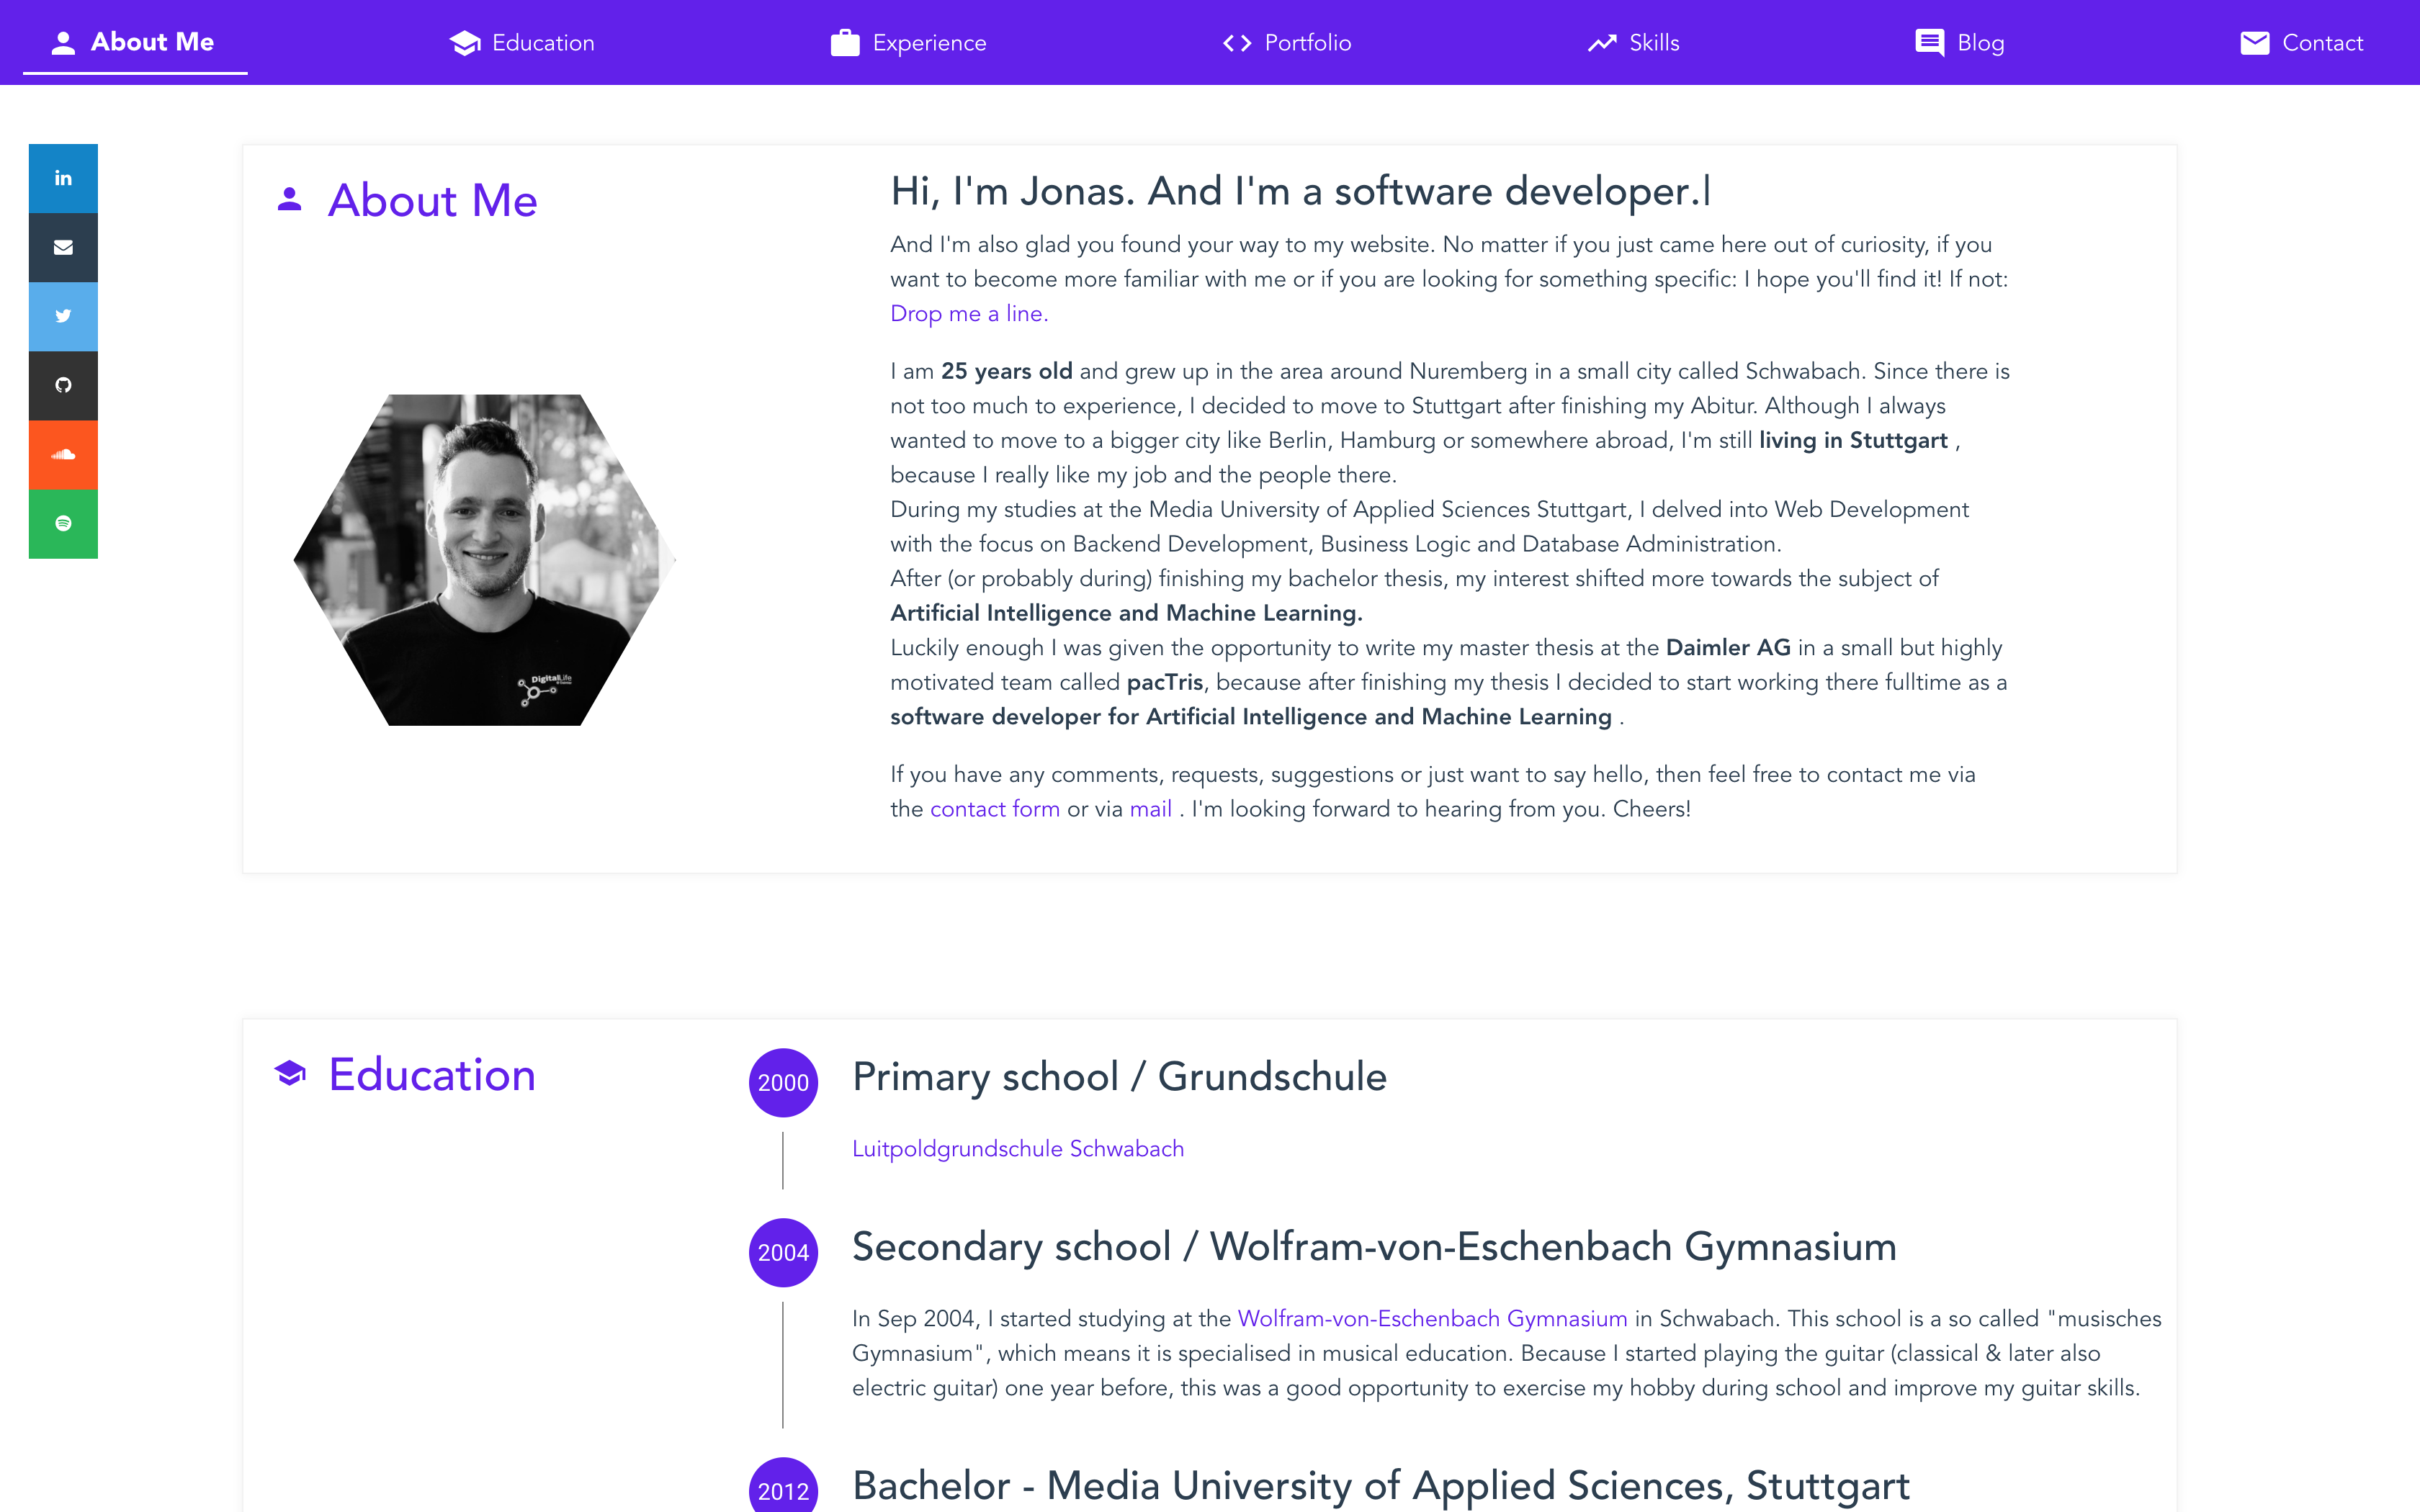 About Me
Education
Experience
Portfolio
Skills
Blog
Contact
in
About Me
Hi, I'm Jonas. And I'm a software developer.|
And I'm also glad you found your way to my website. No matter if you just came here out of curiosity, if you
want to become more familiar with me or if you are looking for something specific: I hope you'll find it! If not:
Drop me a line.
I am 25 years old and grew up in the area around Nuremberg in a small city called Schwabach. Since there is
not too much to experience, I decided to move to Stuttgart after finishing my Abitur. Although I always
wanted to move to a bigger city like Berlin, Hamburg or somewhere abroad, I'm still living in Stuttgart ,
because I really like my job and the people there.
During my studies at the Media University of Applied Sciences Stuttgart, I delved into Web Development
with the focus on Backend Development, Business Logic and Database Administration.
After (or probably during) finishing my bachelor thesis, my interest shifted more towards the subject of
Artificial Intelligence and Machine Learning.
Luckily enough I was given the opportunity to write my master thesis at the Daimler AG in a small but highly
motivated team called pacTris, because after finishing my thesis I decided to start working there fulltime as a
software developer for Artificial Intelligence and Machine Learning .
If you have any comments, requests, suggestions or just want to say hello, then feel free to contact me via
the contact form or via mail . I'm looking forward to hearing from you. Cheers!
DigitalLife
Education
2000
Primary school / Grundschule
Luitpoldgrundschule Schwabach
2004
Secondary school / Wolfram-von-Eschenbach Gymnasium
In Sep 2004, I started studying at the Wolfram-von-Eschenbach Gymnasium in Schwabach. This school is a so called "musisches
Gymnasium", which means it is specialised in musical education. Because I started playing the guitar (classical & later also
electric guitar) one year before, this was a good opportunity to exercise my hobby during school and improve my guitar skills.
2012
Bachelor - Media University of Applied Sciences, Stuttgart